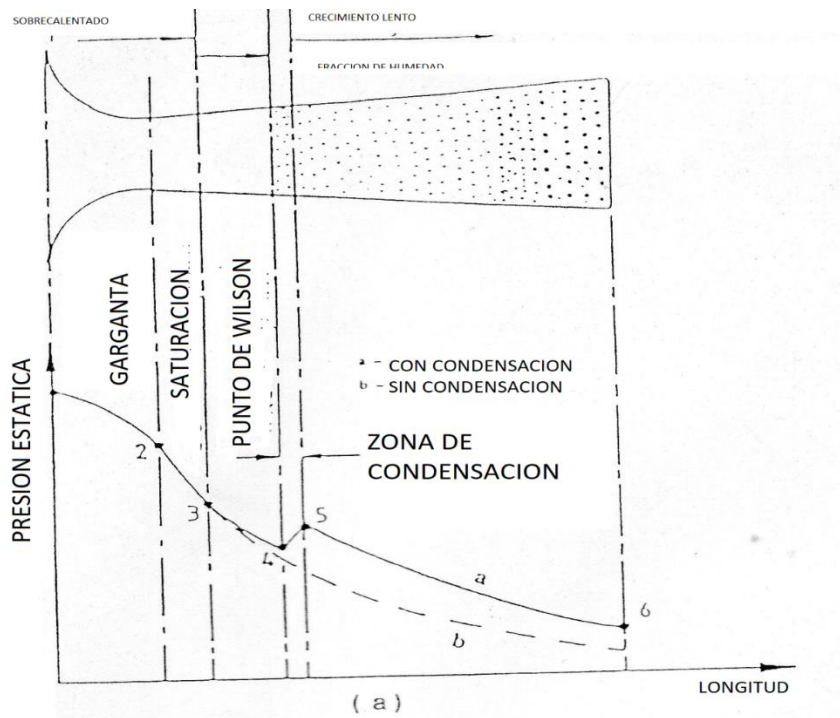 SOBRECALENTADO
CRECIMIENTO LENTO
FRACCION DE HUMEDAD
GARGANTA
SATURACION
PUNTO DE WILSON
PRESION ESTATICA
a - CON CONDENSACION
b - SIN CONDENSACION
ZONA DE
CONDENSACION
2
3
4
5
a
b
6
LONGITUD
(a)